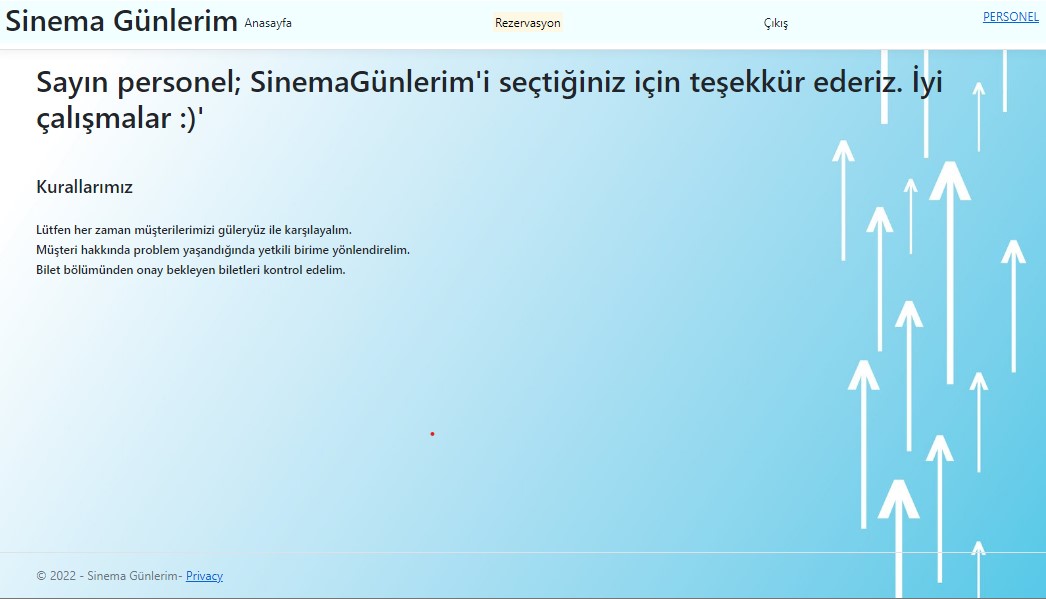 Sinema Günlerim Anasayfa Rezervasyon Çıkış PERSONEL
Sayın personel; SinemaGünlerim'i seçtiğiniz için teşekkür ederiz. İyi
çalışmalar :)'
Kurallarımız
Lütfen her zaman müşterilerimizi güleryüz ile karşılayalım.
Müşteri hakkında problem yaşandığında yetkili birime yönlendirelim.
Bilet bölümünden onay bekleyen biletleri kontrol edelim.
© 2022 - Sinema Günlerim- Privacy